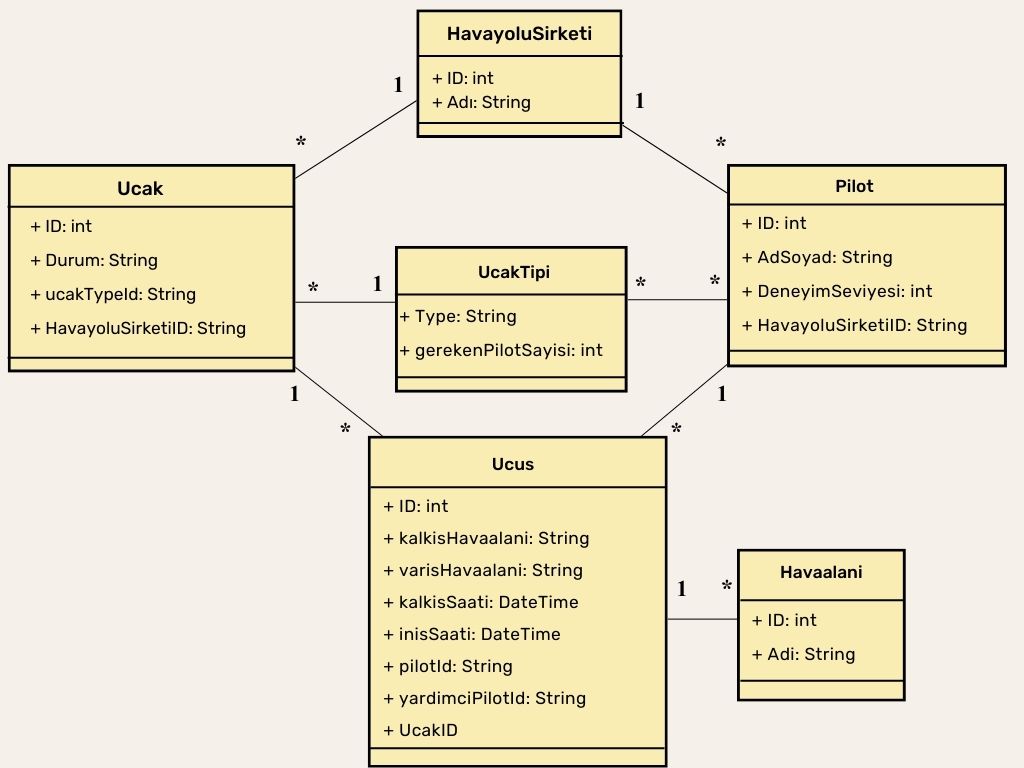 HavayoluSirketi
+ ID: int
+ Adı: String
1
1
*
*
Ucak
+ ID: int
+ Durum: String
+ ucakTypeId: String
+ HavayoluSirketiID: String
Pilot
+ ID: int
+ AdSoyad: String
+ DeneyimSeviyesi: int
+ HavayoluSirketiID: String
*
1
UcakTipi
+ Type: String
+ gerekenPilotSayisi: int
*
*
1
*
1
*
Ucus
+ ID: int
+ kalkisHavaalani: String
+ varisHavaalani: String
+ kalkisSaati: DateTime
+ inisSaati: DateTime
+ pilotId: String
+ yardimciPilotId: String
+ UcakID
1
*
Havaalani
+ ID: int
+ Adi: String